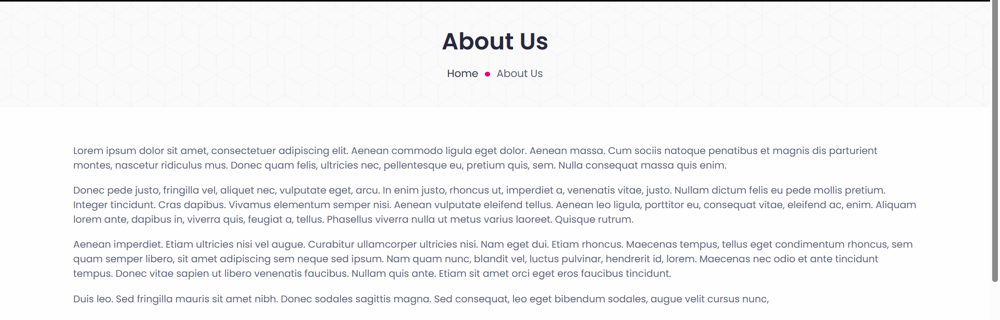 About Us
Home About Us
Lorem ipsum dolor sit amet, consectetuer adipiscing elit. Aenean commodo ligula eget dolor. Aenean massa. Cum sociis natoque penatibus et magnis dis parturient
montes, nascetur ridiculus mus. Donec quam felis, ultricies nec, pellentesque eu, pretium quis, sem. Nulla consequat massa quis enim.
Donec pede justo, fringilla vel, aliquet nec, vulputate eget, arcu. In enim justo, rhoncus ut, imperdiet a, venenatis vitae, justo. Nullam dictum felis eu pede mollis pretium.
Integer tincidunt. Cras dapibus. Vivamus elementum semper nisi. Aenean vulputate eleifend tellus. Aenean leo ligula, porttitor eu, consequat vitae, eleifend ac, enim. Aliquam
lorem ante, dapibus in, viverra quis, feugiat a, tellus. Phasellus viverra nulla ut metus varius laoreet. Quisque rutrum.
Aenean imperdiet. Etiam ultricies nisi vel augue. Curabitur ullamcorper ultricies nisi. Nam eget dui. Etiam rhoncus. Maecenas tempus, tellus eget condimentum rhoncus, sem
quam semper libero, sit amet adipiscing sem neque sed ipsum. Nam quam nunc, blandit vel, luctus pulvinar, hendrerit id, lorem. Maecenas nec odio et ante tincidunt
tempus. Donec vitae sapien ut libero venenatis faucibus. Nullam quis ante. Etiam sit amet orci eget eros faucibus tincidunt.
Duis leo. Sed fringilla mauris sit amet nibh. Donec sodales sagittis magna. Sed consequat, leo eget bibendum sodales, augue velit cursus nunc,